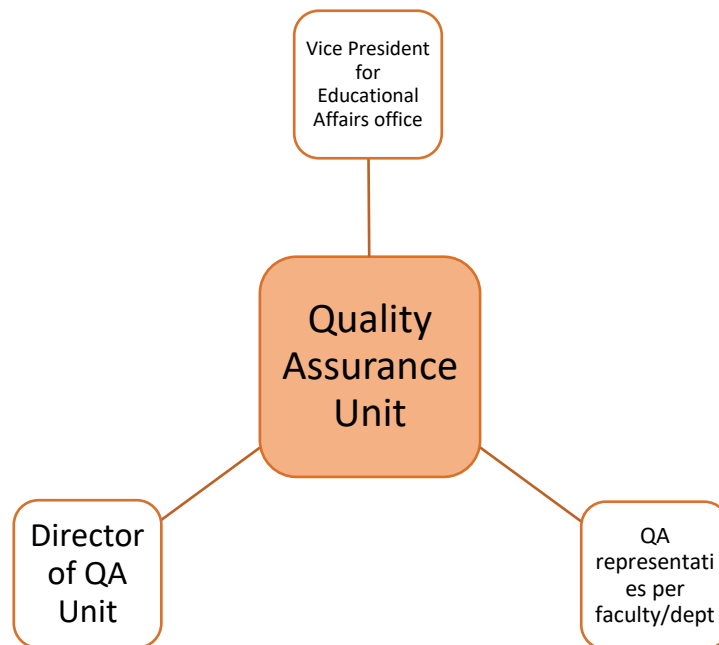 Vice President
for
Educational
Affairs office
Quality
Assurance
Unit
Director
of QA
Unit
QA
representati
es per
faculty/dept